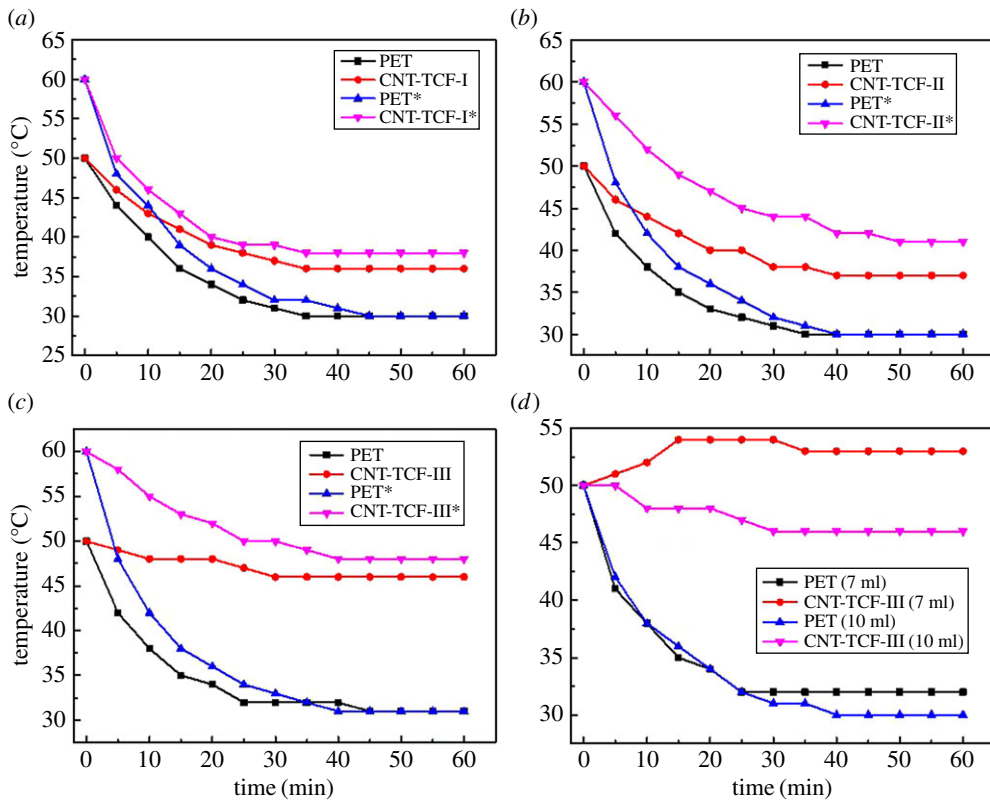 (a)
temperature (°C)
65
60
55
50
45
40
35
30
25
0 10 20 30 40 50 60
PET
CNT-TCF-I
PET*
CNT-TCF-I*
(b)
65
60
55
50
45
40
35
30
0 10 20 30 40 50 60
PET
CNT-TCF-II
PET*
CNT-TCF-II*
(c)
temperature (°C)
60
50
40
30
0 10 20 30 40 50 60
time (min)
PET
CNT-TCF-III
PET*
CNT-TCF-III*
(d)
55
50
45
40
35
30
0 10 20 30 40 50 60
time (min)
PET (7 ml)
CNT-TCF-III (7 ml)
PET (10 ml)
CNT-TCF-III (10 ml)